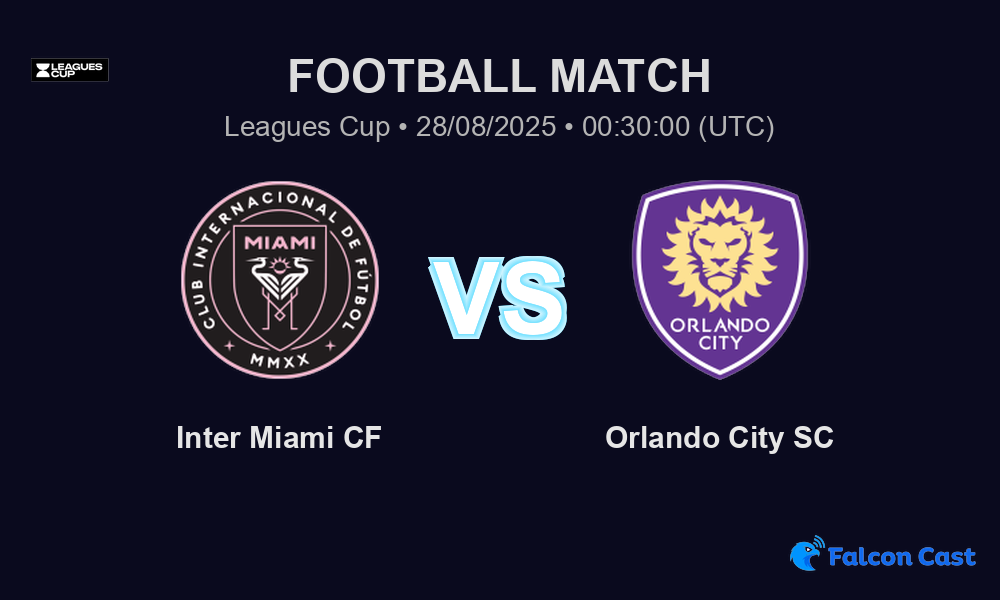 LEAGUES
CUP
FOOTBALL MATCH
Leagues Cup • 28/08/2025 • 00:30:00 (UTC)
CLUB INTERNACIONAL DE FÚTBOL
MIAMI
MMXX
VS
ORLANDO
CITY
Inter Miami CF
Orlando City SC
Falcon Cast